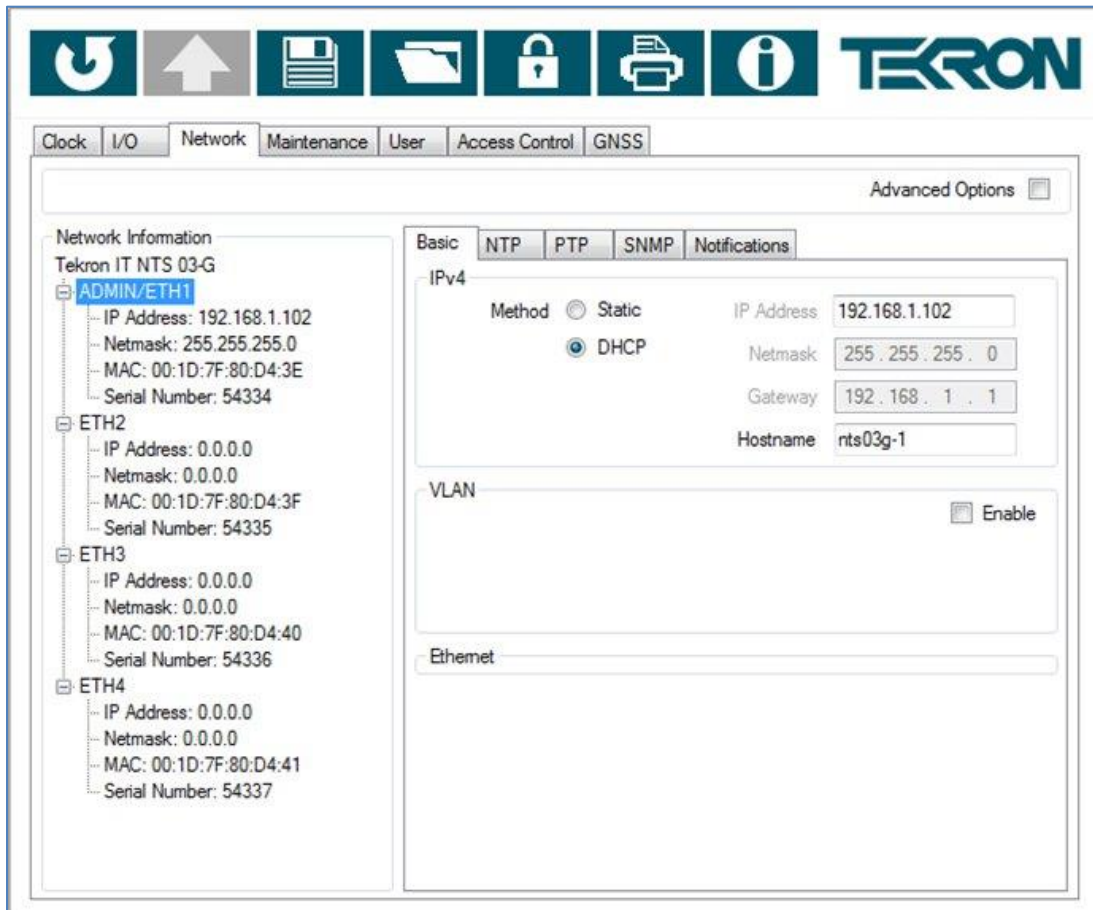 TEKRON
Clock I/O Network Maintenance User Access Control GNSS
Advanced Options
Network Information
Tekron IT NTS 03-G
ADMIN/ETH1
IP Address: 192.168.1.102
Netmask: 255.255.255.0
MAC: 00:1D:7F:80:D4:3E
Serial Number: 54334
ETH2
IP Address: 0.0.0.0
Netmask: 0.0.0.0
MAC: 00:1D:7F:80:D4:3F
Serial Number: 54335
ETH3
IP Address: 0.0.0.0
Netmask: 0.0.0.0
MAC: 00:1D:7F:80:D4:40
Serial Number: 54336
ETH4
IP Address: 0.0.0.0
Netmask: 0.0.0.0
MAC: 00:1D:7F:80:D4:41
Serial Number: 54337
Basic NTP PTP SNMP Notifications
IPv4
Method Static IP Address 192.168.1.102
DHCP Netmask 255 . 255 . 255 . 0
Gateway 192 . 168 . 1 . 1
Hostname nts03g-1
VLAN
Enable
Ethernet